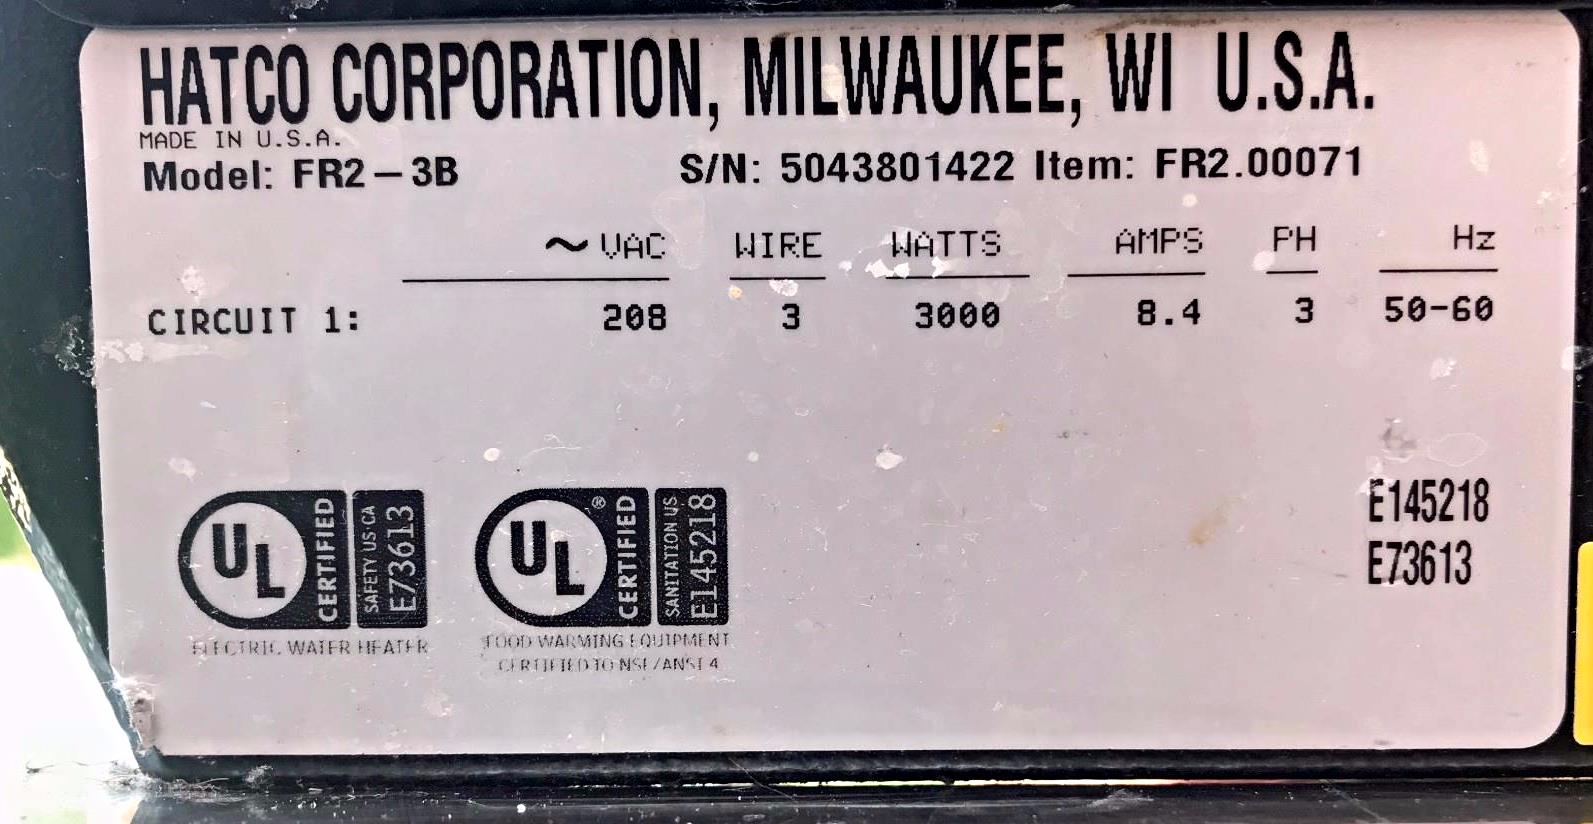 HATCO CORPORATION, MILWAUKEE, WI U.S.A.
MADE IN U.S.A.
Model: FR2-3B S/N: 5043801422 Item: FR2.00071
~ VAC WIRE WATTS AMPS PH Hz
CIRCUIT 1: 208 3 3000 8.4 3 50-60
E145218
E73613
UL CERTIFIED SAFETY US·CA E73613
ELECTRIC WATER HEATER
UL ® CERTIFIED SANITATION US E145218
FOOD WARMING EQUIPMENT
CERTIFIED TO NSF/ANSI 4